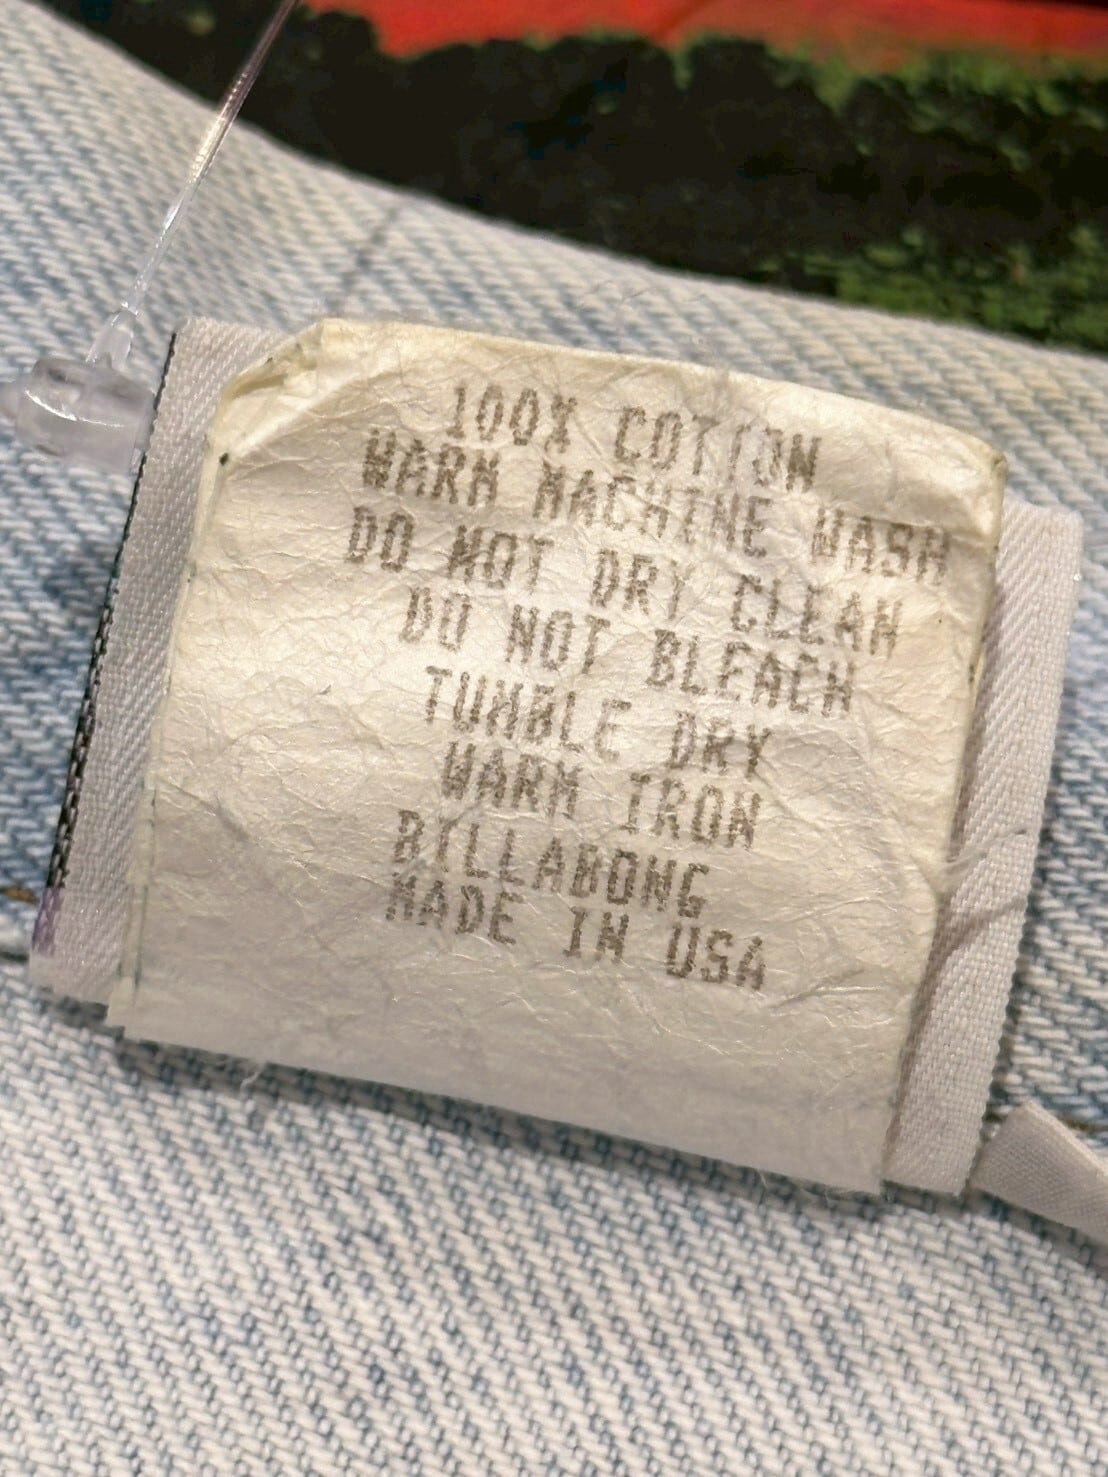 100% COTTON
WARM MACHINE WASH
DO NOT DRY CLEAN
DO NOT BLEACH
TUMBLE DRY
WARM IRON
BILLABONG
MADE IN USA